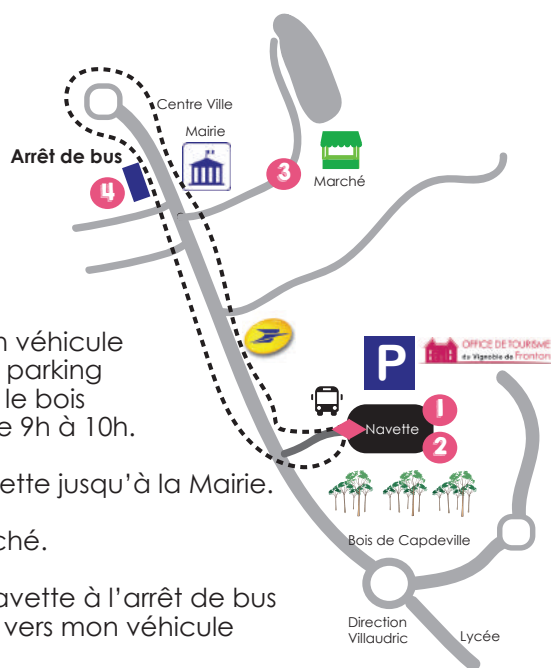 Centre Ville
Mairie
Arrêt de bus
4
3
Marché
n véhicule
parking
le bois
e 9h à 10h.
P
OFFICE DE TOURISME
du Vignoble de Fronton
1
Navette
2
ette jusqu'à la Mairie.
ché.
Bois de Capdeville
avette à l'arrêt de bus
vers mon véhicule
Direction
Villaudric
Lycée